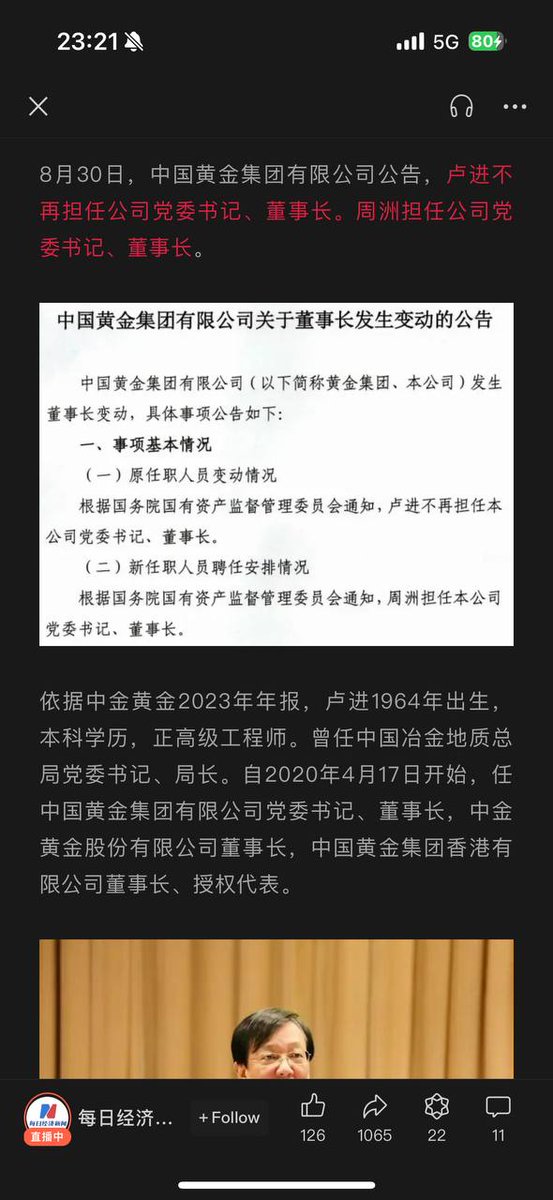 23:21
5G
80
8月30日，中国黄金集团有限公司公告，卢进不
再担任公司党委书记、董事长。周洲担任公司党
委书记、董事长。
中国黄金集团有限公司关于董事长发生变动的公告
中国黄金集团有限公司（以下简称黄金集团、本公司）发生
董事长变动，具体事项公告如下：
一、事项基本情况
（一）原任职人员变动情况
根据国务院国有资产监督管理委员会通知，卢进不再担任本
公司党委书记、董事长。
（二）新任职人员聘任安排情况
根据国务院国有资产监督管理委员会通知，周洲担任本公司
党委书记、董事长。
依据中金黄金2023年年报，卢进1964年出生，
本科学历，正高级工程师。曾任中国冶金地质总
局党委书记、局长。自2020年4月17日开始，任
中国黄金集团有限公司党委书记、董事长，中金
黄金股份有限公司董事长，中国黄金集团香港有
限公司董事长、授权代表。
每日经济新闻
直播中
每日经济...
+Follow
126
1065
22
11